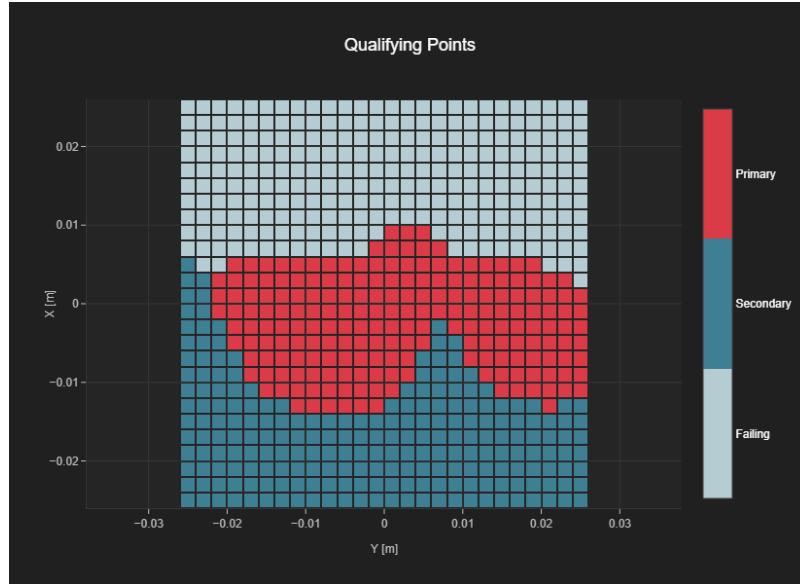 Qualifying Points
0.02
0.01
0
−0.01
−0.02
X [m]
−0.03
−0.02
−0.01
0
0.01
0.02
0.03
Y [m]
Primary
Secondary
Failing